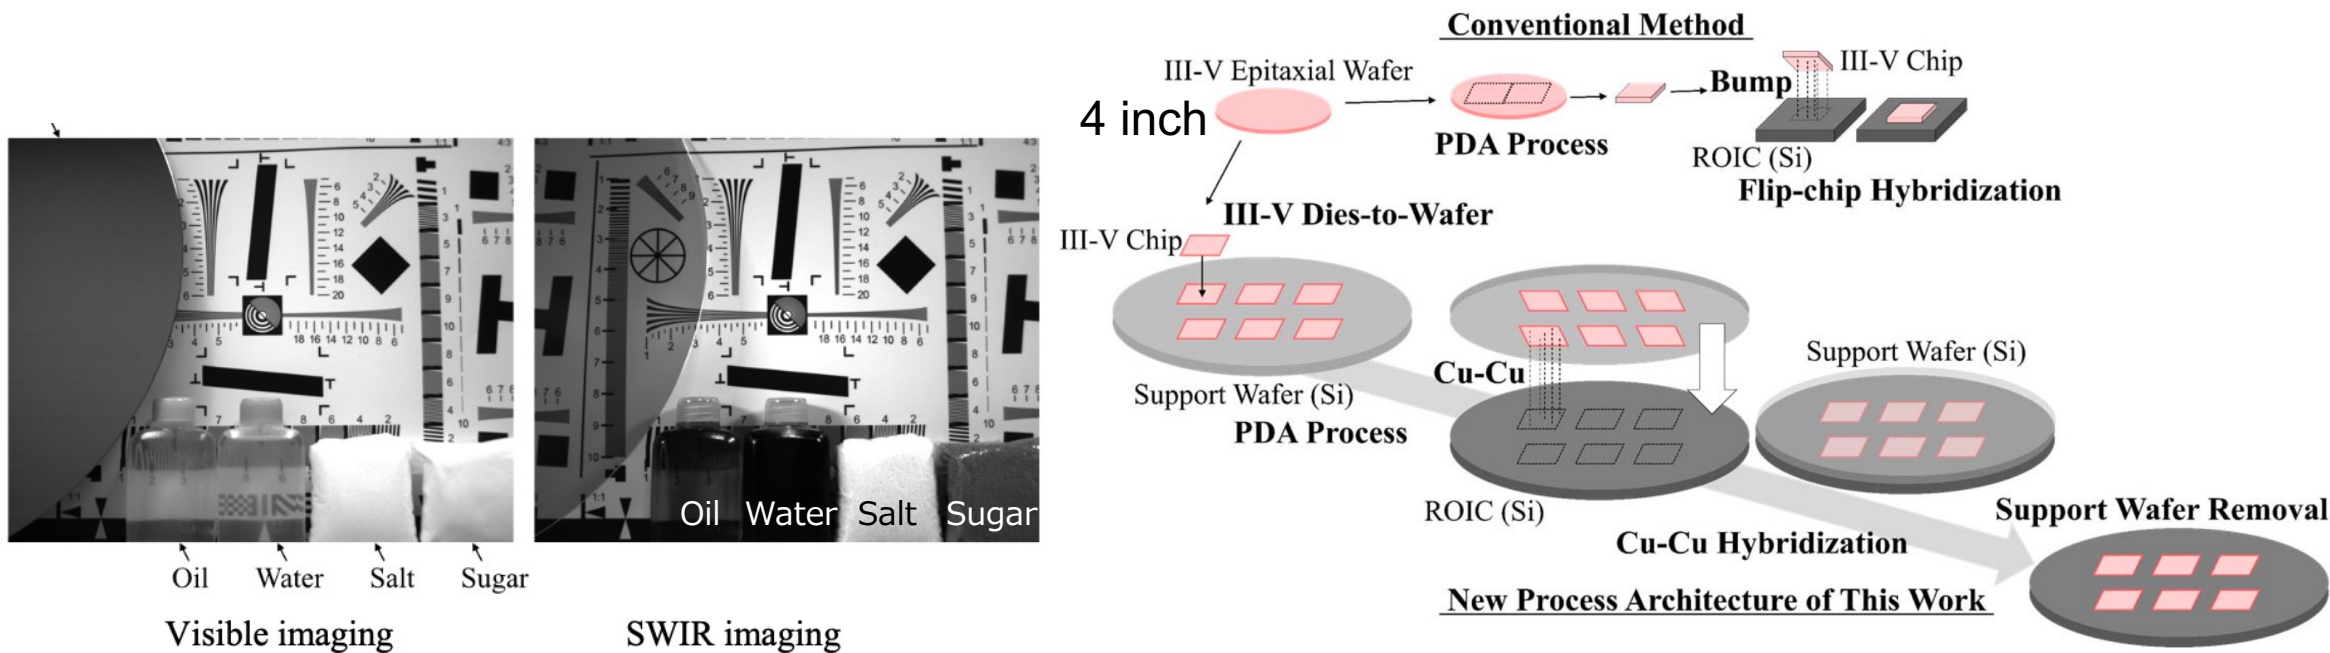 Oil
Water
Salt
Sugar
Visible imaging
Oil
Water
Salt
Sugar
SWIR imaging
Conventional Method
III-V Epitaxial Wafer
4 inch
PDA Process
Bump
III-V Chip
ROIC (Si)
Flip-chip Hybridization
III-V Dies-to-Wafer
III-V Chip
Support Wafer (Si)
PDA Process
Cu-Cu
ROIC (Si)
Support Wafer (Si)
Cu-Cu Hybridization
Support Wafer Removal
New Process Architecture of This Work